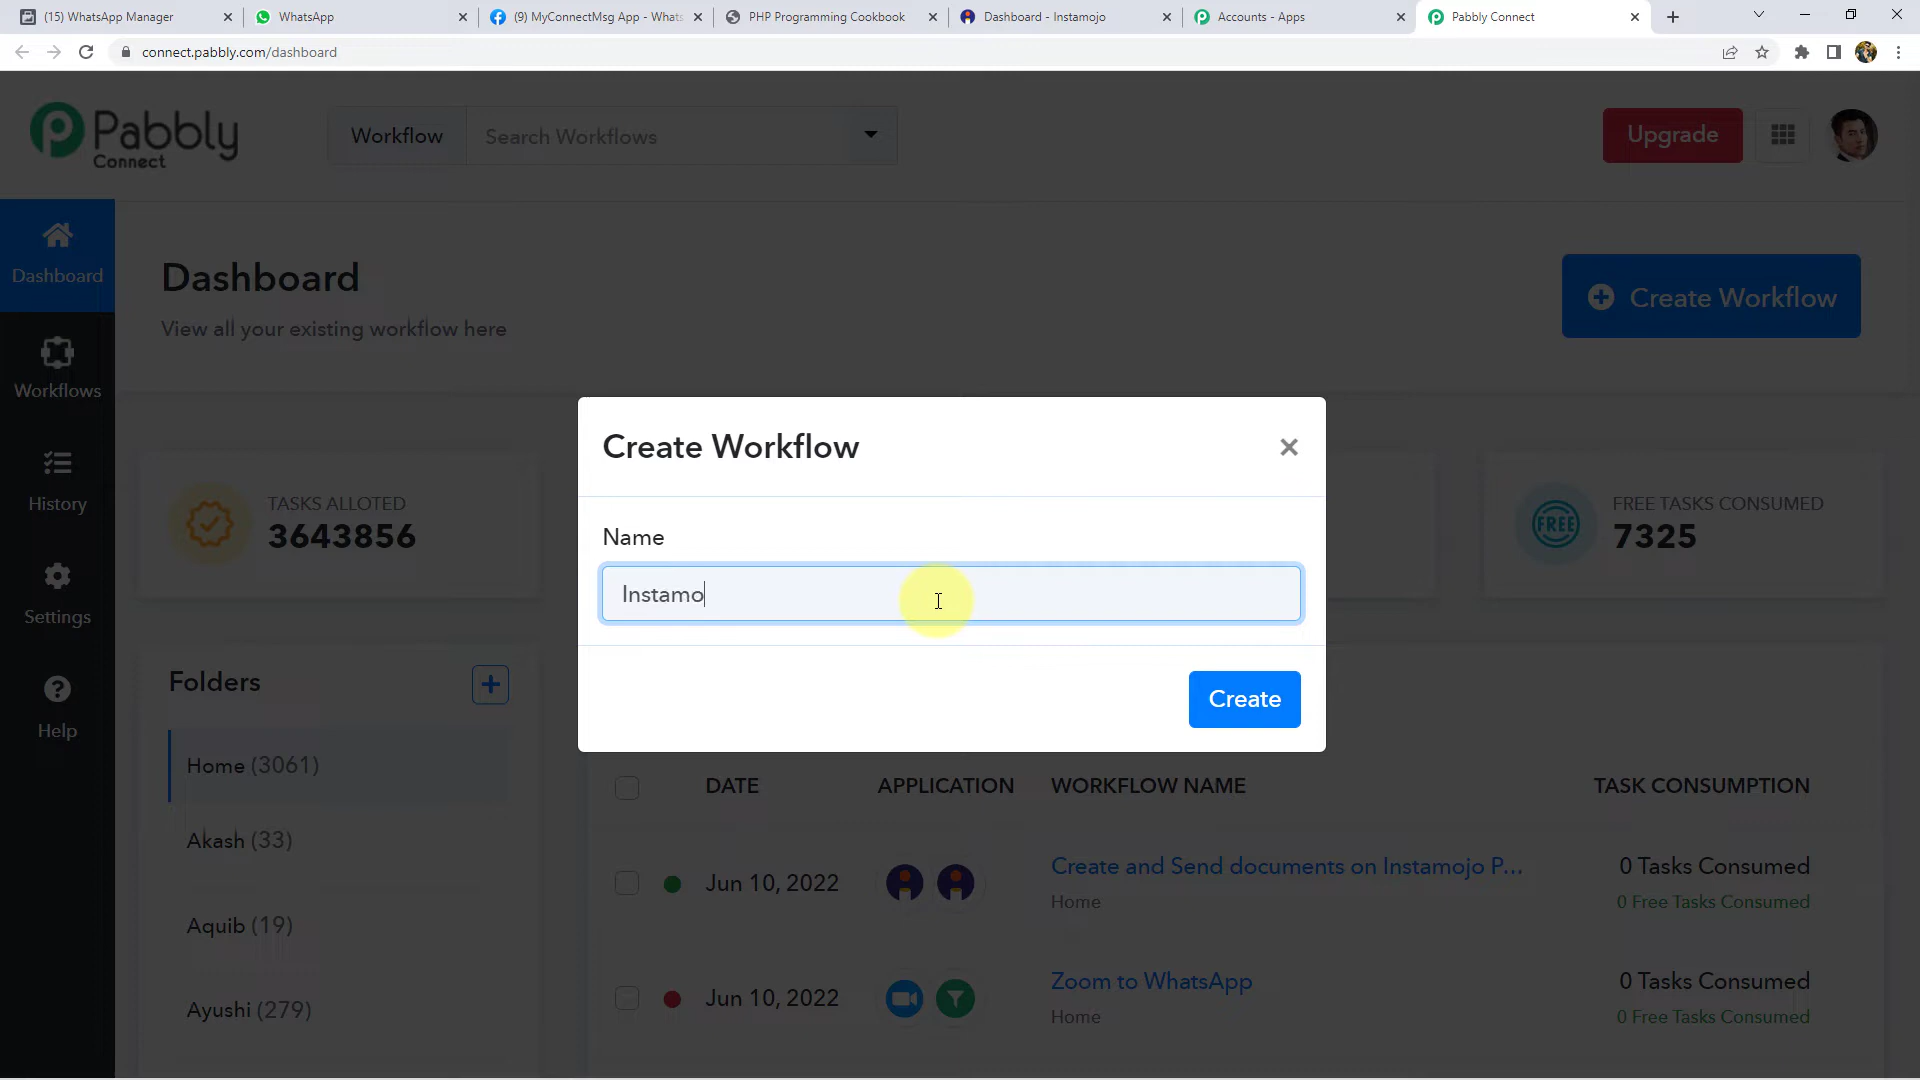 (15) WhatsApp Manager
WhatsApp
(9) MyConnectMsg App - Whats
PHP Programming Cookbook
Dashboard - Instamojo
Accounts - Apps
Pabbly Connect
connect.pabbly.com/dashboard
Pabbly
Connect
Workflow
Search Workflows
Upgrade
Dashboard
Workflows
History
Settings
Help
Dashboard
View all your existing workflow here
Create Workflow
TASKS ALLOTED
3643856
FREE
FREE TASKS CONSUMED
7325
Create Workflow
Name
Instamo
Create
Folders
Home (3061)
Akash (33)
Aquib (19)
Ayushi (279)
DATE
APPLICATION
WORKFLOW NAME
TASK CONSUMPTION
Jun 10, 2022
Create and Send documents on Instamojo P...
Home
0 Tasks Consumed
0 Free Tasks Consumed
Jun 10, 2022
Zoom to WhatsApp
Home
0 Tasks Consumed
0 Free Tasks Consumed